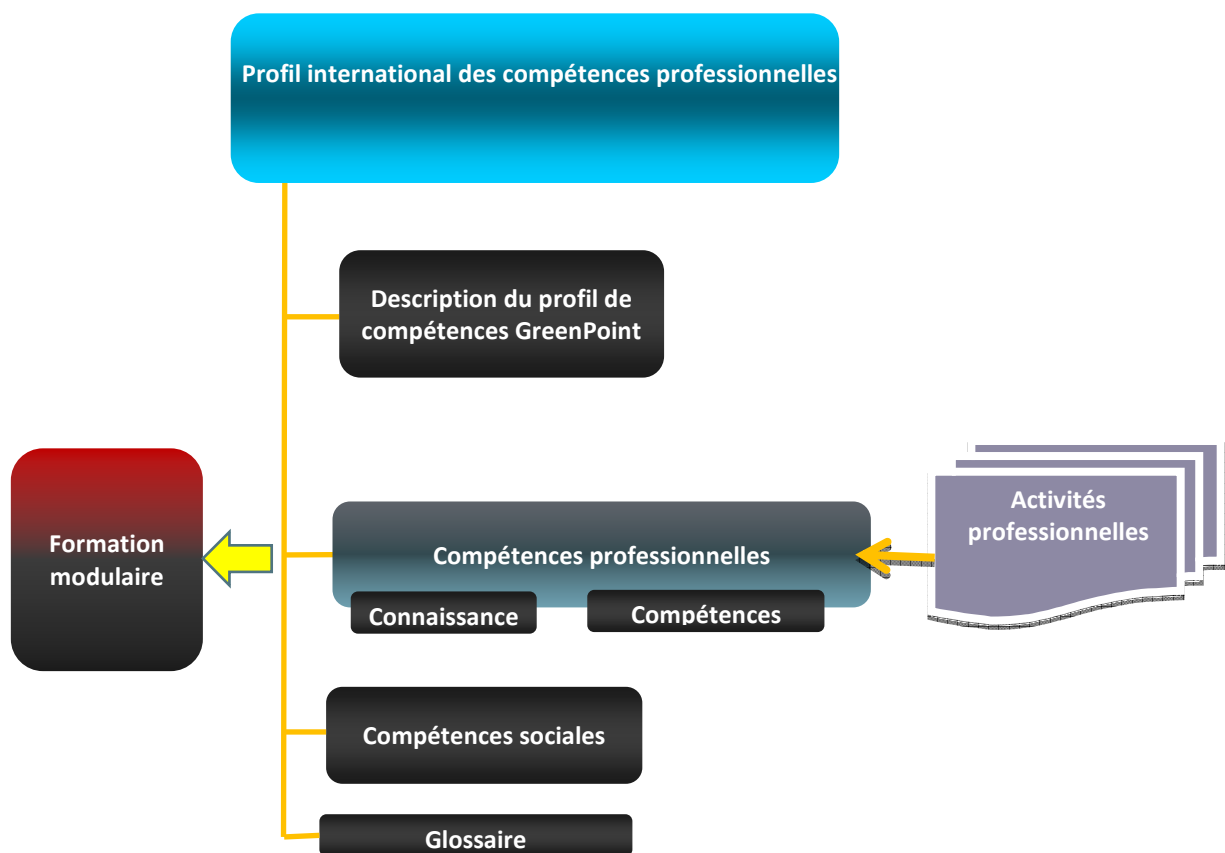 Profil international des compétences professionnelles
Description du profil de
compétences GreenPoint
Formation
modulaire
Compétences professionnelles
Connaissance
Compétences
Activités
professionnelles
Compétences sociales
Glossaire